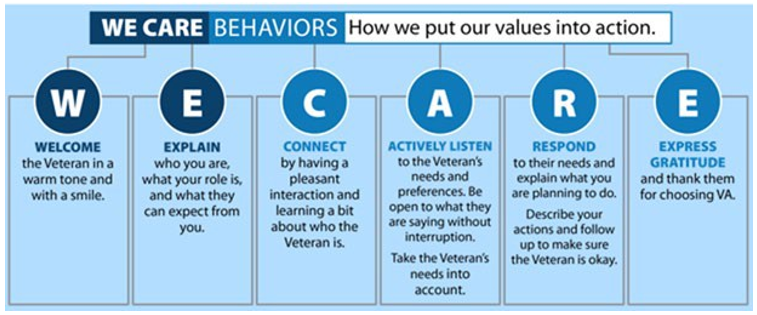 WE CARE BEHAVIORS How we put our values into action.
W
WELCOME
the Veteran in a
warm tone and
with a smile.
E
EXPLAIN
who you are,
what your role is,
and what they
can expect from
you.
C
CONNECT
by having a
pleasant
interaction and
learning a bit
about who the
Veteran is.
A
ACTIVELY LISTEN
to the Veteran's
needs and
preferences. Be
open to what they
are saying without
interruption.
Take the Veteran's
needs into
account.
R
RESPOND
to their needs and
explain what you
are planning to do.
Describe your
actions and follow
up to make sure
the Veteran is okay.
E
EXPRESS
GRATITUDE
and thank them
for choosing VA.